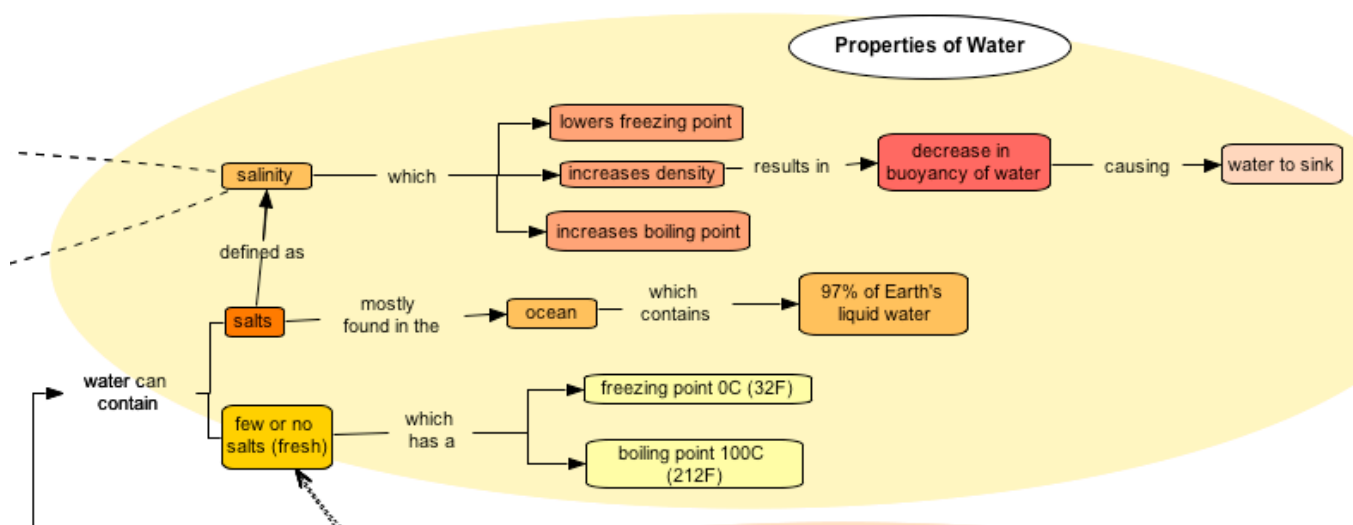 Properties of Water
lowers freezing point
salinity
which
increases density
results in
decrease in
buoyancy of water
causing
water to sink
increases boiling point
defined as
salts
mostly
found in the
ocean
which
contains
97% of Earth's
liquid water
water can
contain
few or no
salts (fresh)
which
has a
freezing point 0C (32F)
boiling point 100C
(212F)